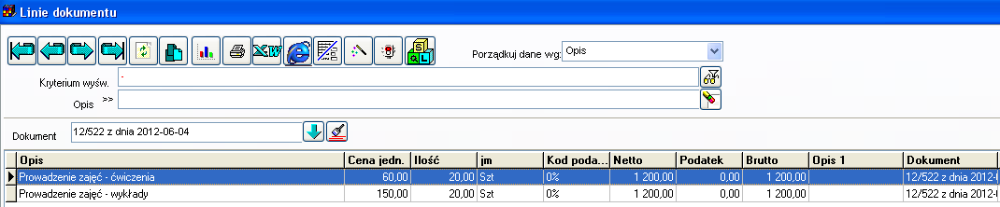 Linie dokumentu
XW
S
Q L
Porządkuj dane wg: Opis
Kryterium wyśw. .
Opis >>
Dokument 12/522 z dnia 2012-06-04
Opis Cena jedn. Ilość jm Kod poda... Netto Podatek Brutto Opis 1 Dokument
Prowadzenie zajęć - ćwiczenia 60,00 20,00 Szt 0% 1 200,00 0,00 1 200,00 12/522 z dnia 2012-
Prowadzenie zajęć - wykłady 150,00 20,00 Szt 0% 1 200,00 0,00 1 200,00 12/522 z dnia 2012-